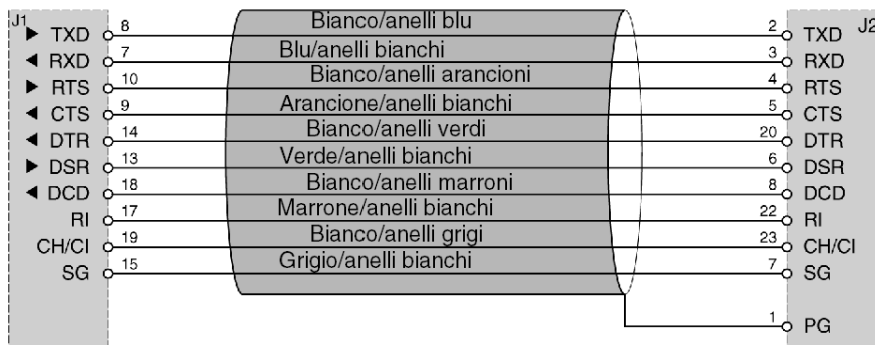 J1 J2
TXD 8 Bianco/anelli blu 2 TXD
RXD 7 Blu/anelli bianchi 3 RXD
RTS 10 Bianco/anelli arancioni 4 RTS
CTS 9 Arancione/anelli bianchi 5 CTS
DTR 14 Bianco/anelli verdi 20 DTR
DSR 13 Verde/anelli bianchi 6 DSR
DCD 18 Bianco/anelli marroni 8 DCD
RI 17 Marrone/anelli bianchi 22 RI
CH/CI 19 Bianco/anelli grigi 23 CH/CI
SG 15 Grigio/anelli bianchi 7 SG
1 PG